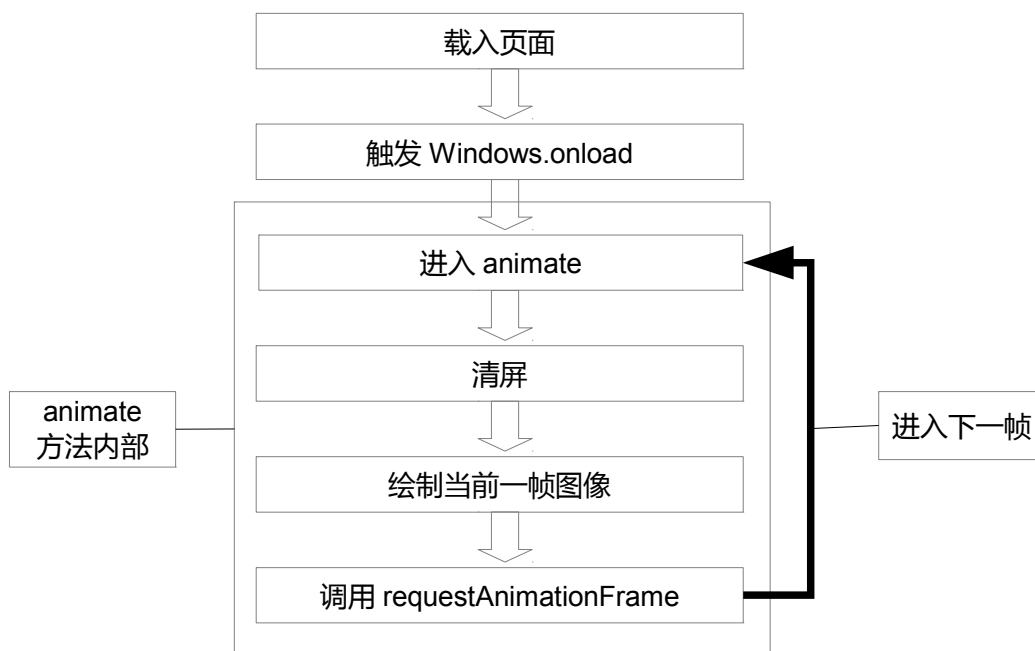 载入页面
触发 Windows.onload
进入 animate
清屏
animate
方法内部
进入下一帧
绘制当前一帧图像
调用 requestAnimationFrame